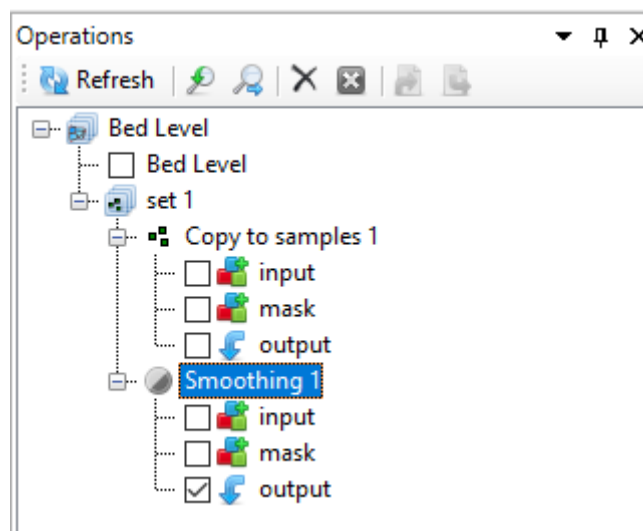 Operations
Refresh
Bed Level
Bed Level
set 1
Copy to samples 1
input
mask
output
Smoothing 1
input
mask
output